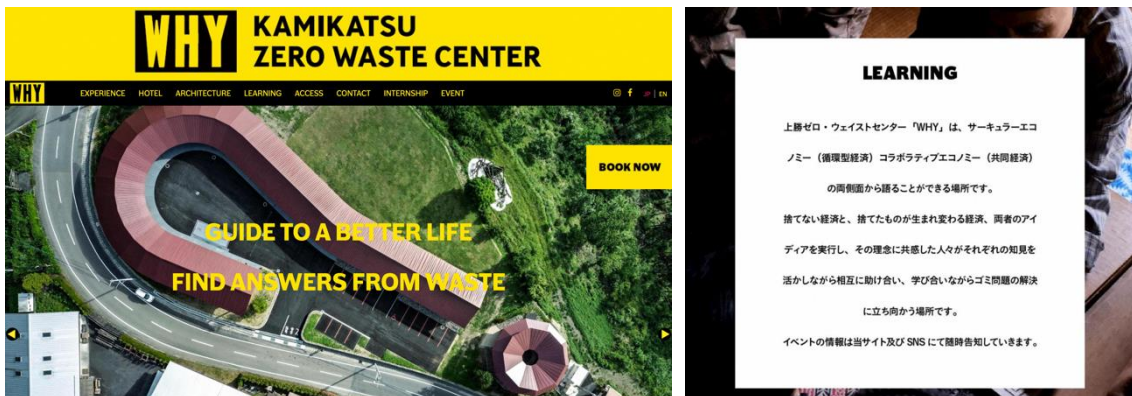 WHY
KAMIKATSU
ZERO WASTE CENTER
WHY
EXPERIENCE HOTEL ARCHITECTURE LEARNING ACCESS CONTACT INTERNSHIP EVENT
JP | EN
BOOK NOW
GUIDE TO A BETTER LIFE
FIND ANSWERS FROM WASTE
LEARNING
上勝ゼロ・ウェイストセンター「WHY」は、サーキュラーエコ
ノミー（循環型経済）コラボラティブエコノミー（共同経済）
の両側面から語ることができる場所です。
捨てない経済と、捨てたものが生まれ変わる経済、両者のアイ
ディアを実行し、その理念に共感した人々がそれぞれの知見を
活かしながら相互に助け合い、学び合いながらゴミ問題の解決
に立ち向かう場所です。
イベントの情報は当サイト及び SNS にて随時告知していきます。